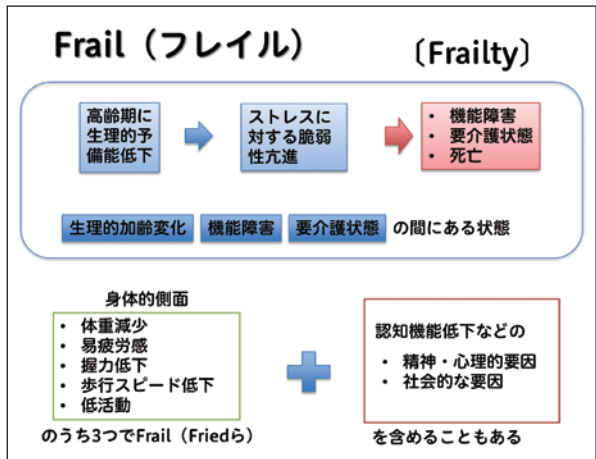 Frail（フレイル）
〔Frailty〕
高齢期に
生理的予
備能低下
ストレスに
対する脆弱
性亢進
• 機能障害
• 要介護状態
• 死亡
生理的加齢変化 機能障害 要介護状態 の間にある状態
身体的側面
• 体重減少
• 易疲労感
• 握力低下
• 歩行スピード低下
• 低活動
のうち3つでFrail（Friedら）
認知機能低下などの
• 精神・心理的要因
• 社会的な要因
を含めることもある